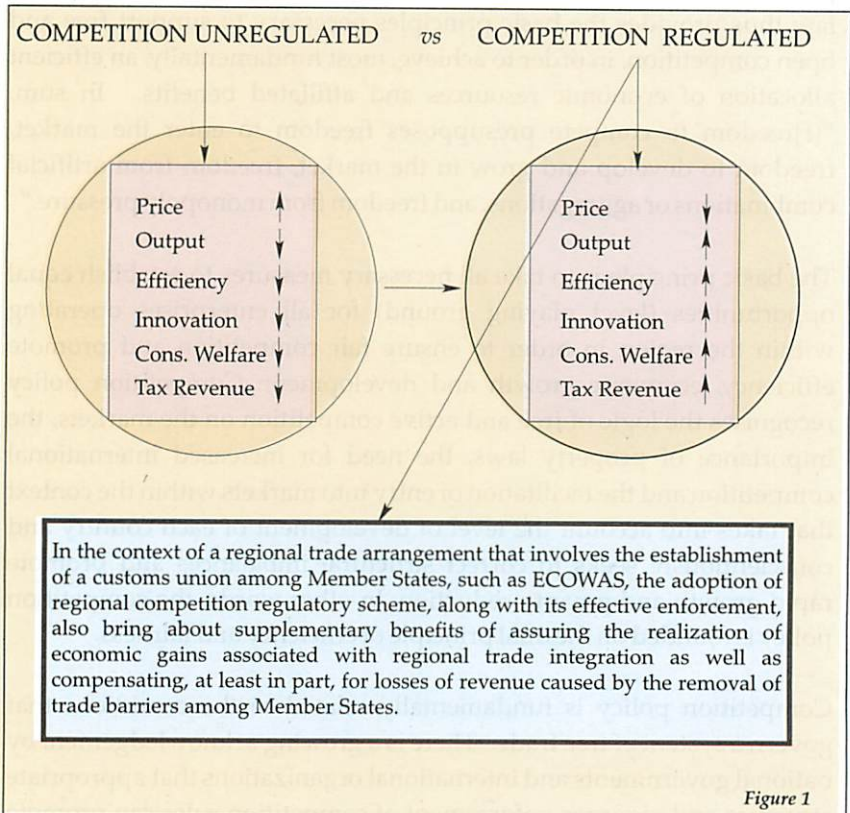 COMPETITION UNREGULATED vs COMPETITION REGULATED
Price
Output
Efficiency
Innovation
Cons. Welfare
Tax Revenue
Price
Output
Efficiency
Innovation
Cons. Welfare
Tax Revenue
In the context of a regional trade arrangement that involves the establishment
of a customs union among Member States, such as ECOWAS, the adoption of
regional competition regulatory scheme, along with its effective enforcement,
also bring about supplementary benefits of assuring the realization of
economic gains associated with regional trade integration as well as
compensating, at least in part, for losses of revenue caused by the removal of
trade barriers among Member States.
Figure 1